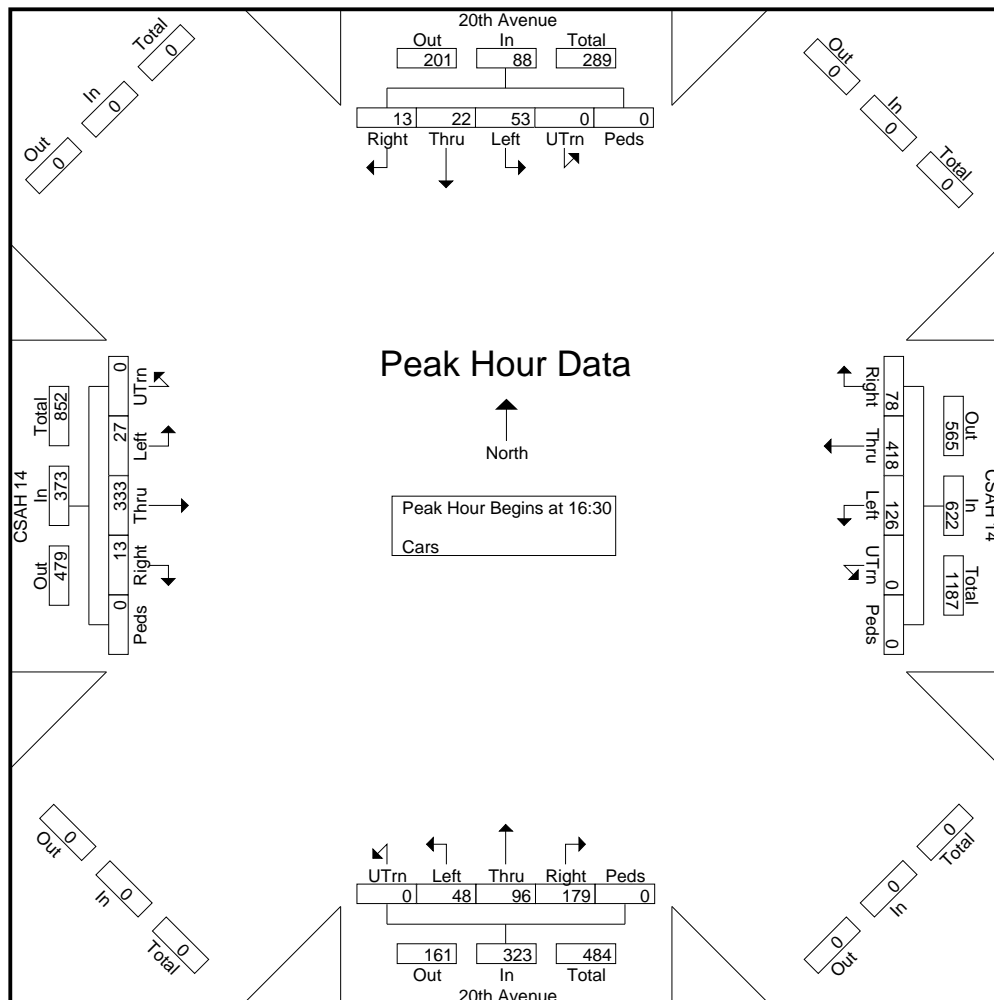 20th Avenue
Out In Total
201 88 289
13 22 53 0 0
Right Thru Left UTrn Peds
Total
0
In
0
Out
0
Out
0
In
0
Total
0
Peak Hour Data
North
Peak Hour Begins at 16:30
Cars
CSAH 14
Total In Out
852 373 479
0 27 333 13 0
UTrn Left Thru Right Peds
Right Thru Left UTrn Peds
78 418 126 0 0
Out In Total
565 622 1187
CSAH 14
UTrn Left Thru Right Peds
0 48 96 179 0
161 323 484
Out In Total
20th Avenue
0
Out
0
In
0
Total
0
Total
0
In
0
Out